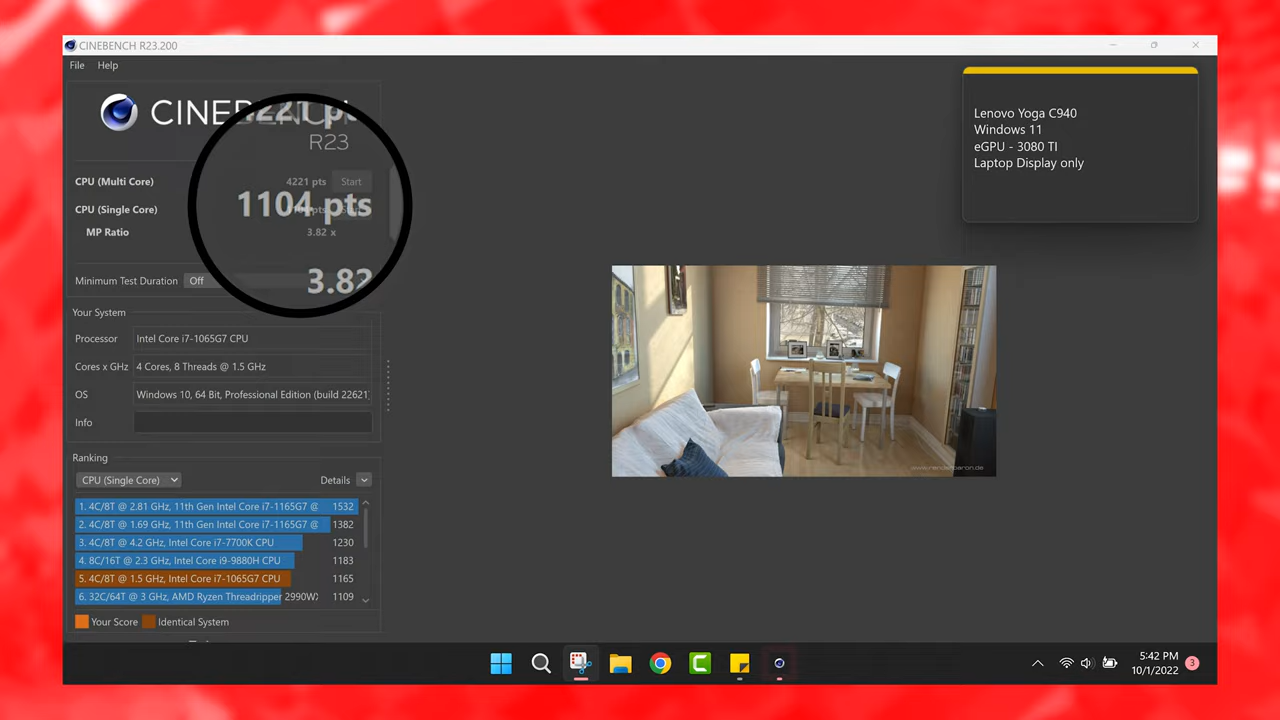 CINEBENCH R23.200
File Help
CINEBENCH
R23
Lenovo Yoga C940
Windows 11
eGPU - 3080 TI
Laptop Display only
CPU (Multi Core) 4221 pts Start
CPU (Single Core) 1104 pts
MP Ratio 3.82 x
3.82
Minimum Test Duration Off
Your System
Processor Intel Core i7-1065G7 CPU
Cores x GHz 4 Cores, 8 Threads @ 1.5 GHz
OS Windows 10, 64 Bit, Professional Edition (build 22621)
Info
Ranking
CPU (Single Core) Details
1. 4C/8T @ 2.81 GHz, 11th Gen Intel Core i7-1165G7 @ 1532
2. 4C/8T @ 1.69 GHz, 11th Gen Intel Core i7-1165G7 @ 1382
3. 4C/8T @ 4.2 GHz, Intel Core i7-7700K CPU 1230
4. 8C/16T @ 2.3 GHz, Intel Core i9-9880H CPU 1183
5. 4C/8T @ 1.5 GHz, Intel Core i7-1065G7 CPU 1165
6. 32C/64T @ 3 GHz, AMD Ryzen Threadripper 2990WX 1109
Your Score Identical System
www.renderbaron.de
5:42 PM
10/1/2022 3